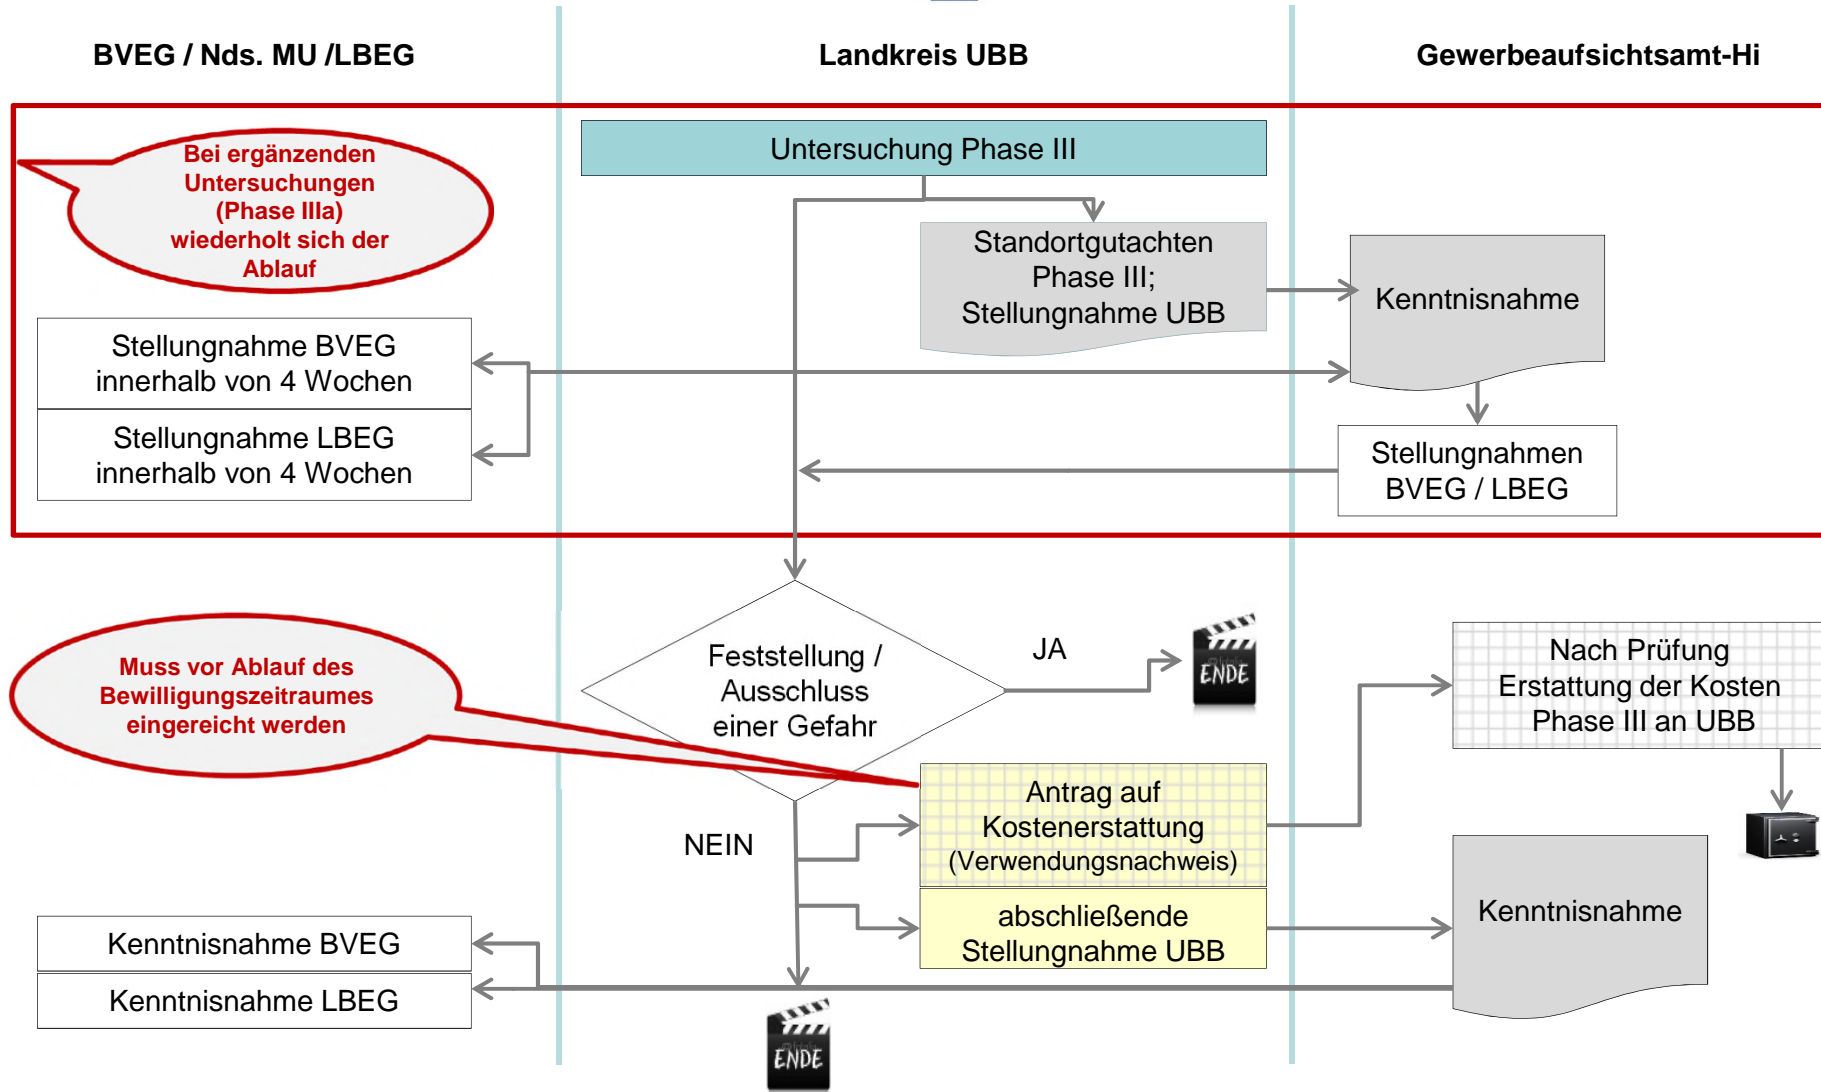 BVEG / Nds. MU /LBEG
Landkreis UBB
Gewerbeaufsichtsamt-Hi
Bei ergänzenden
Untersuchungen
(Phase IIIa)
wiederholt sich der
Ablauf
Untersuchung Phase III
Standortgutachten
Phase III;
Stellungnahme UBB
Kenntnisnahme
Stellungnahme BVEG
innerhalb von 4 Wochen
Stellungnahme LBEG
innerhalb von 4 Wochen
Stellungnahmen
BVEG / LBEG
Feststellung /
Ausschluss
einer Gefahr
JA
ENDE
Nach Prüfung
Erstattung der Kosten
Phase III an UBB
Muss vor Ablauf des
Bewilligungszeitraumes
eingereicht werden
NEIN
Antrag auf
Kostenerstattung
(Verwendungsnachweis)
abschließende
Stellungnahme UBB
Kenntnisnahme
Kenntnisnahme BVEG
Kenntnisnahme LBEG
ENDE